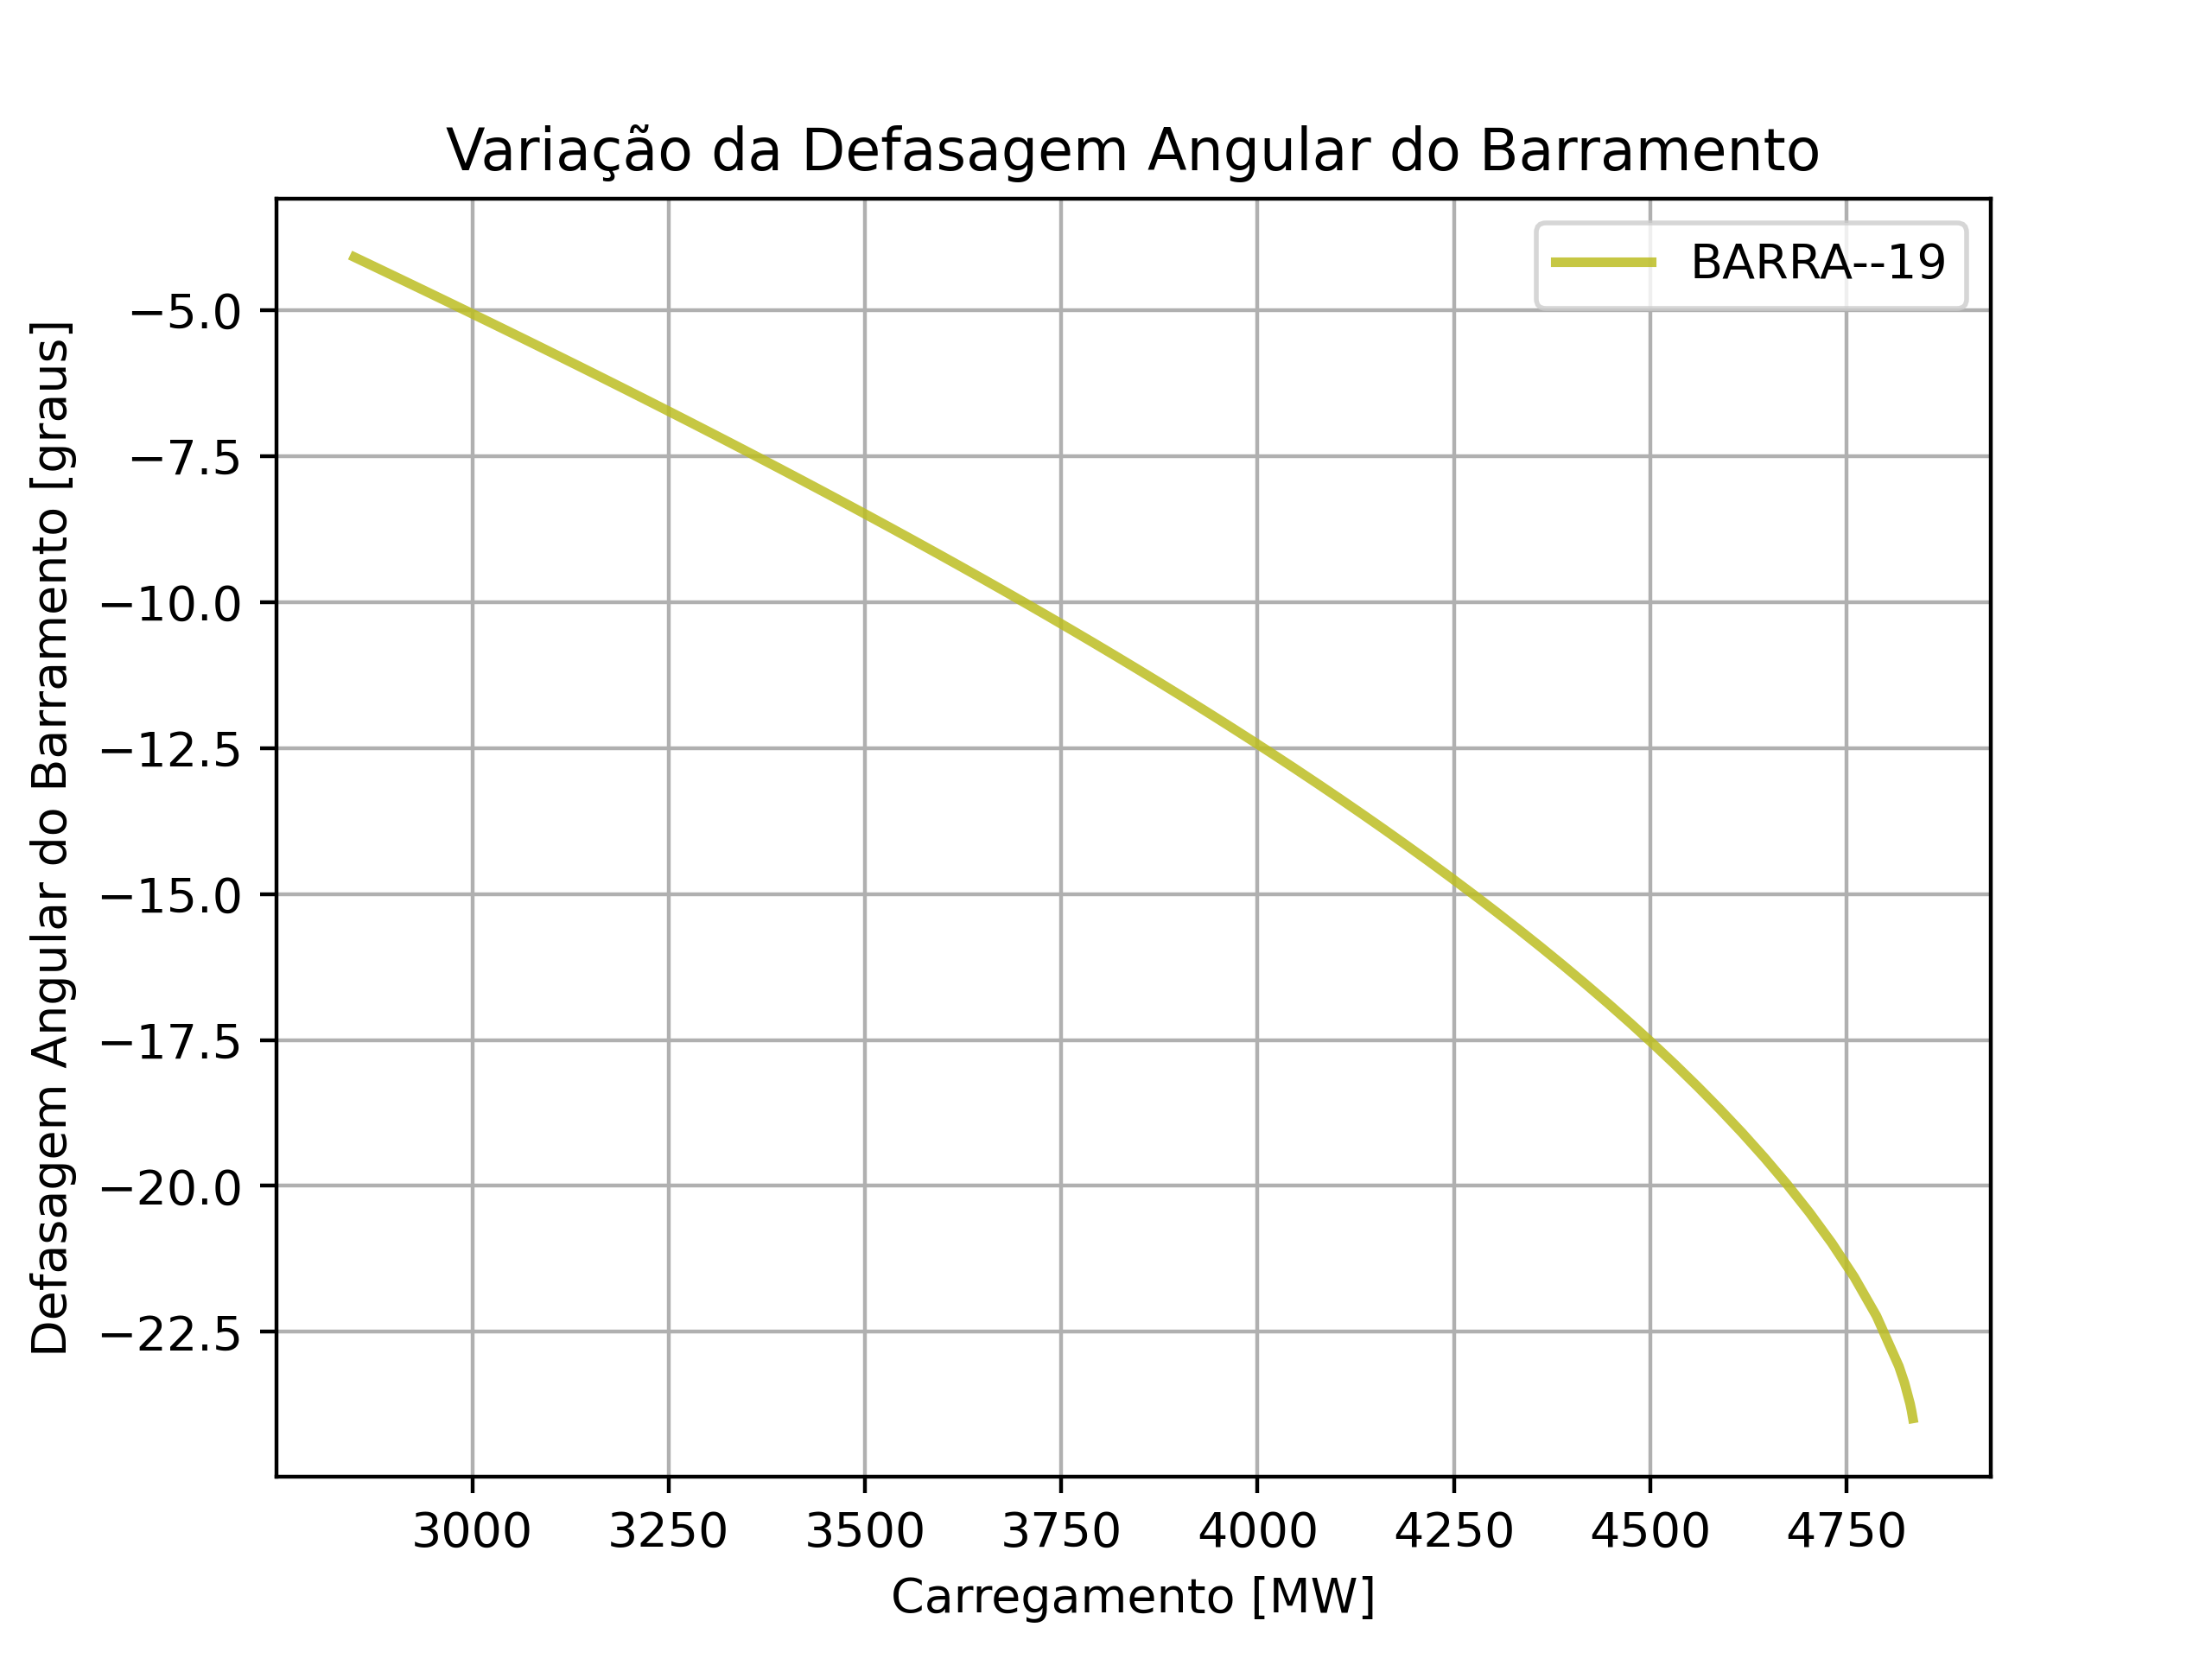 Variação da Defasagem Angular do Barramento
BARRA--19
Defasagem Angular do Barramento [graus]
−5.0
−7.5
−10.0
−12.5
−15.0
−17.5
−20.0
−22.5
3000 3250 3500 3750 4000 4250 4500 4750
Carregamento [MW]